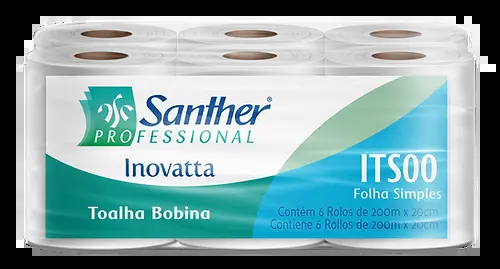 Santher®
PROFESSIONAL
Inovatta
Toalha Bobina
ITS00
Folha Simples
Contém 6 Rolos de 200m x 20cm
Contiene 6 Rollos de 200m x 20cm